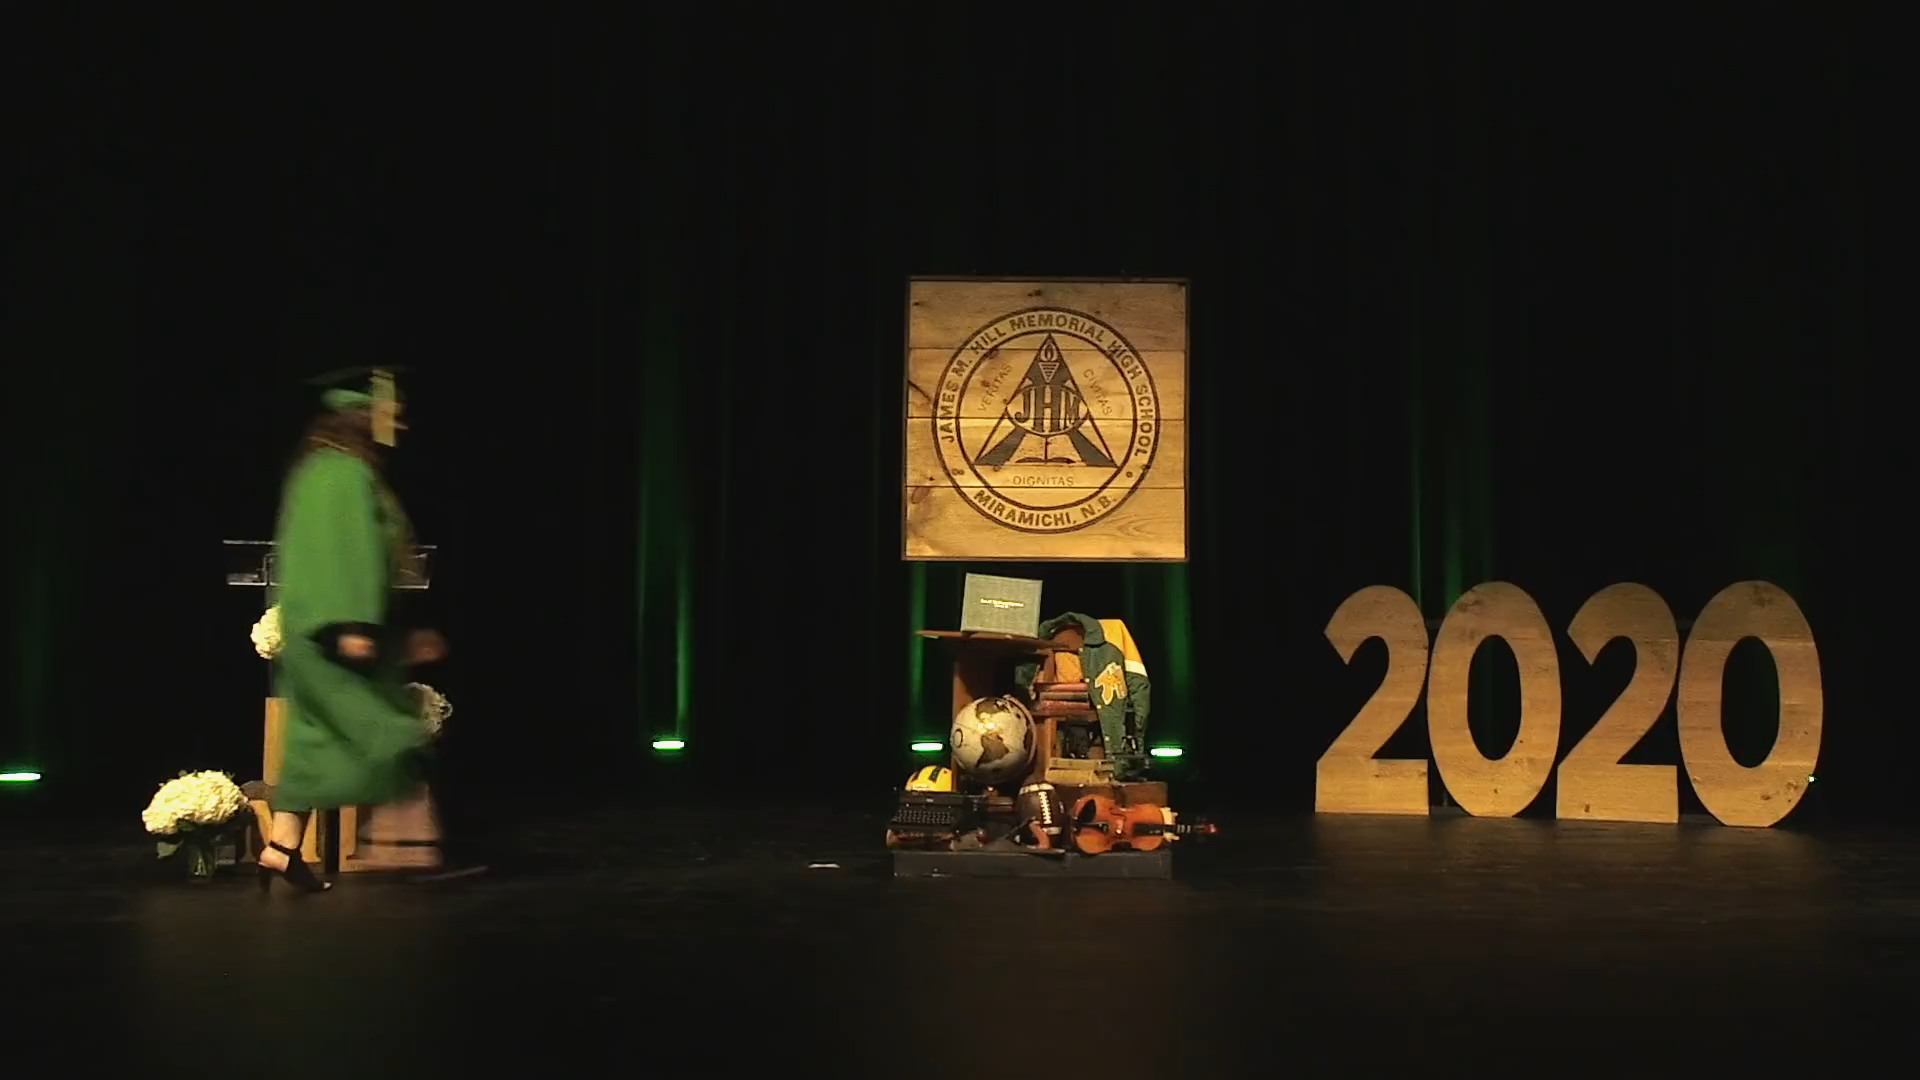 JAMES M. HILL MEMORIAL HIGH SCHOOL
VERITAS
CIVITAS
JHM
DIGNITAS
MIRAMICHI, N.B.
2020